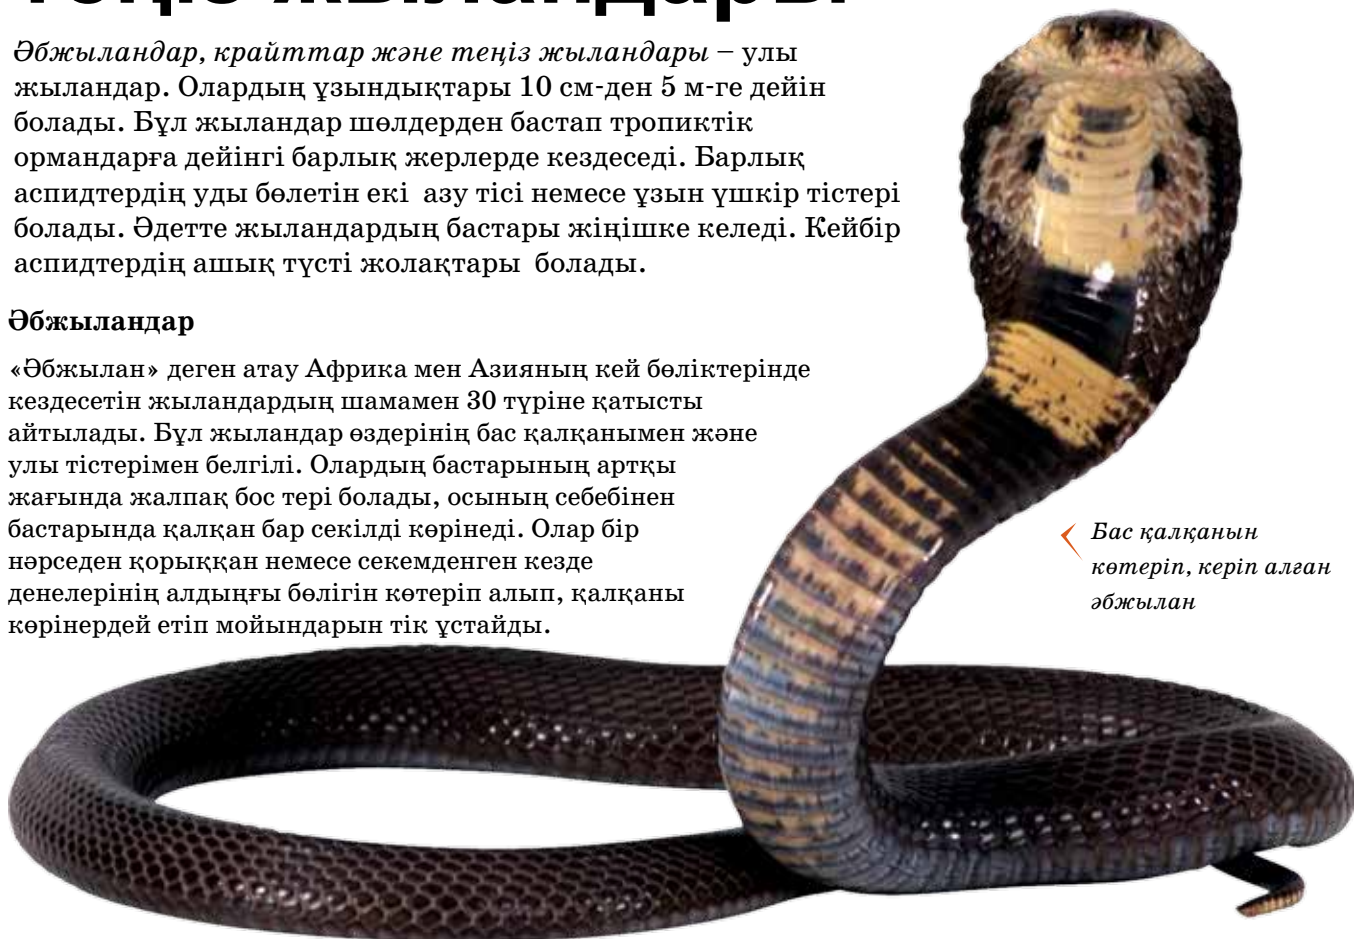 теңіз жыландары
Әбжыландар, крайттар және теңіз жыландары – улы
жыландар. Олардың ұзындықтары 10 см-ден 5 м-ге дейін
болады. Бұл жыландар шөлдерден бастап тропиктік
ормандарға дейінгі барлық жерлерде кездеседі. Барлық
аспидтердің уды бөлетін екі азу тісі немесе ұзын үшкір тістері
болады. Әдетте жыландардың бастары жіңішке келеді. Кейбір
аспидтердің ашық түсті жолақтары болады.
Әбжыландар
«Әбжылан» деген атау Африка мен Азияның кей бөліктерінде
кездесетін жыландардың шамамен 30 түріне қатысты
айтылады. Бұл жыландар өздерінің бас қалқанымен және
улы тістерімен белгілі. Олардың бастарының артқы
жағында жалпақ бос тері болады, осының себебінен
бастарында қалқан бар секілді көрінеді. Олар бір
нәрседен қорыққан немесе секемденген кезде
денелерінің алдыңғы бөлігін көтеріп алып, қалқаны
көрінердей етіп мойындарын тік ұстайды.
Бас қалқанын
көтеріп, керіп алған
әбжылан